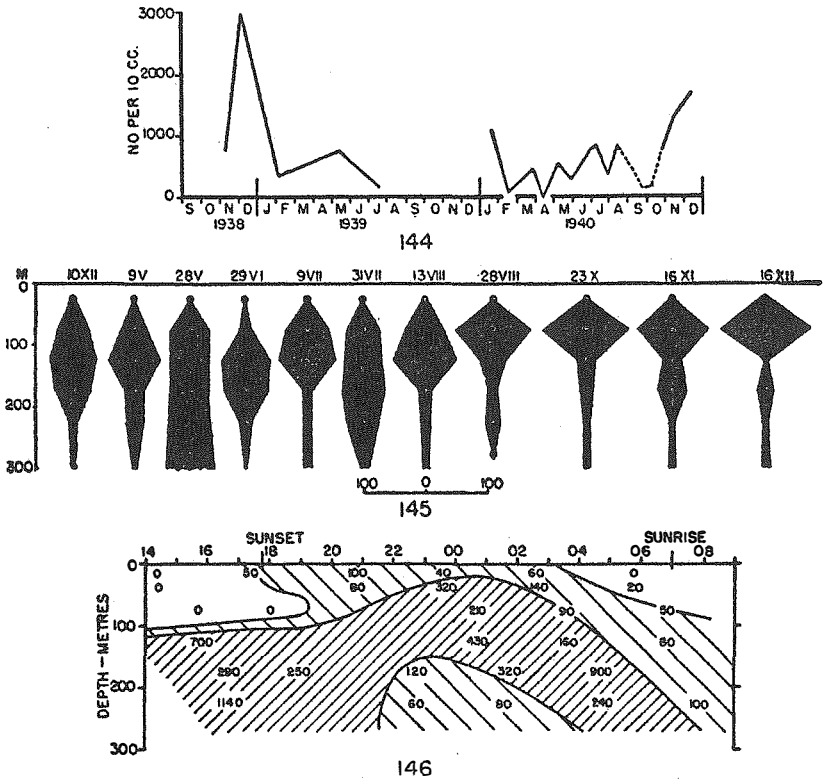 3000
2000
1000
0
NO PER 10 CC.
S O N D J F M A M J J A S O N D J F M A M J J A S O N D
1938 1939 1940
144
M 10XII 9V 28V 29VI 9VII 31VII 13VIII 28VIII 23X 16XI 16XII
0
100
200
300
100 0 100
145
SUNSET SUNRISE
14 16 18 20 22 00 02 04 06 08
0
100
200
300
DEPTH – METRES
0 50 100 40 60 0
0 60 320 140 20
0 0 210 90 50
700 430 160 80
290 250 120 320 900
1140 60 80 240 100
146